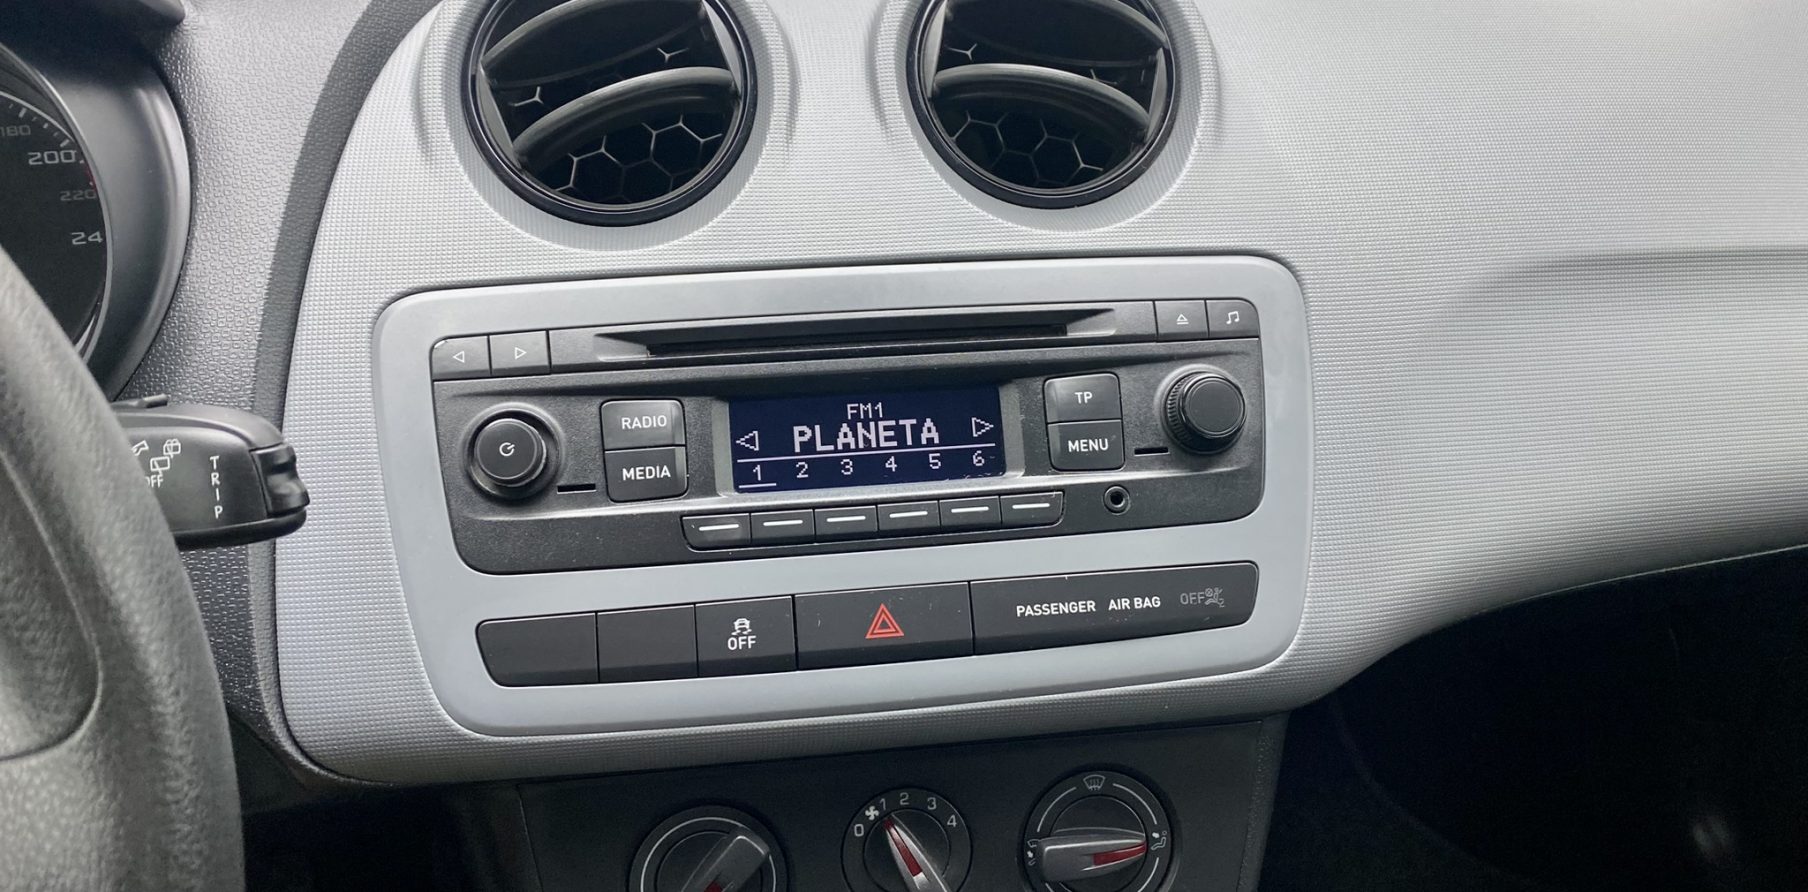 180
200
220
24
TRIP
OFF
RADIO
MEDIA
FM1
PLANETA
1 2 3 4 5 6
TP
MENU
OFF
PASSENGER AIR BAG OFF
0 1 2 3 4